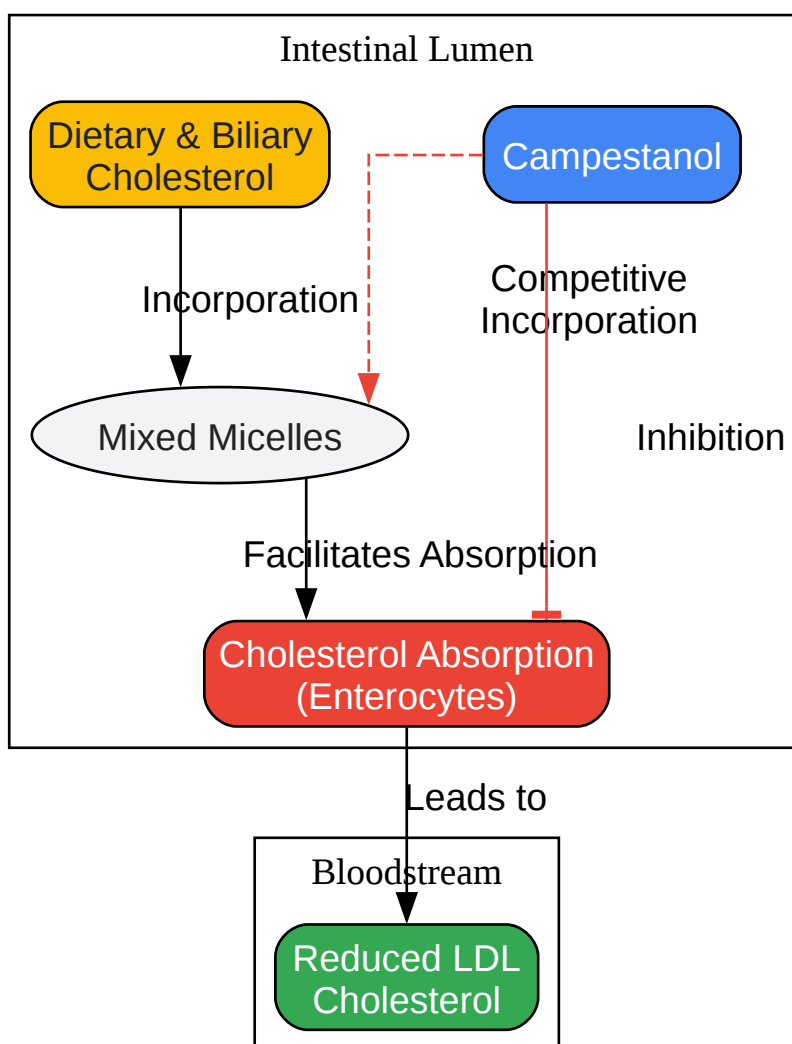 Intestinal Lumen
Dietary & Biliary
Cholesterol
Campestanol
Incorporation
Competitive
Incorporation
Mixed Micelles
Inhibition
Facilitates Absorption
Cholesterol Absorption
(Enterocytes)
Leads to
Bloodstream
Reduced LDL
Cholesterol